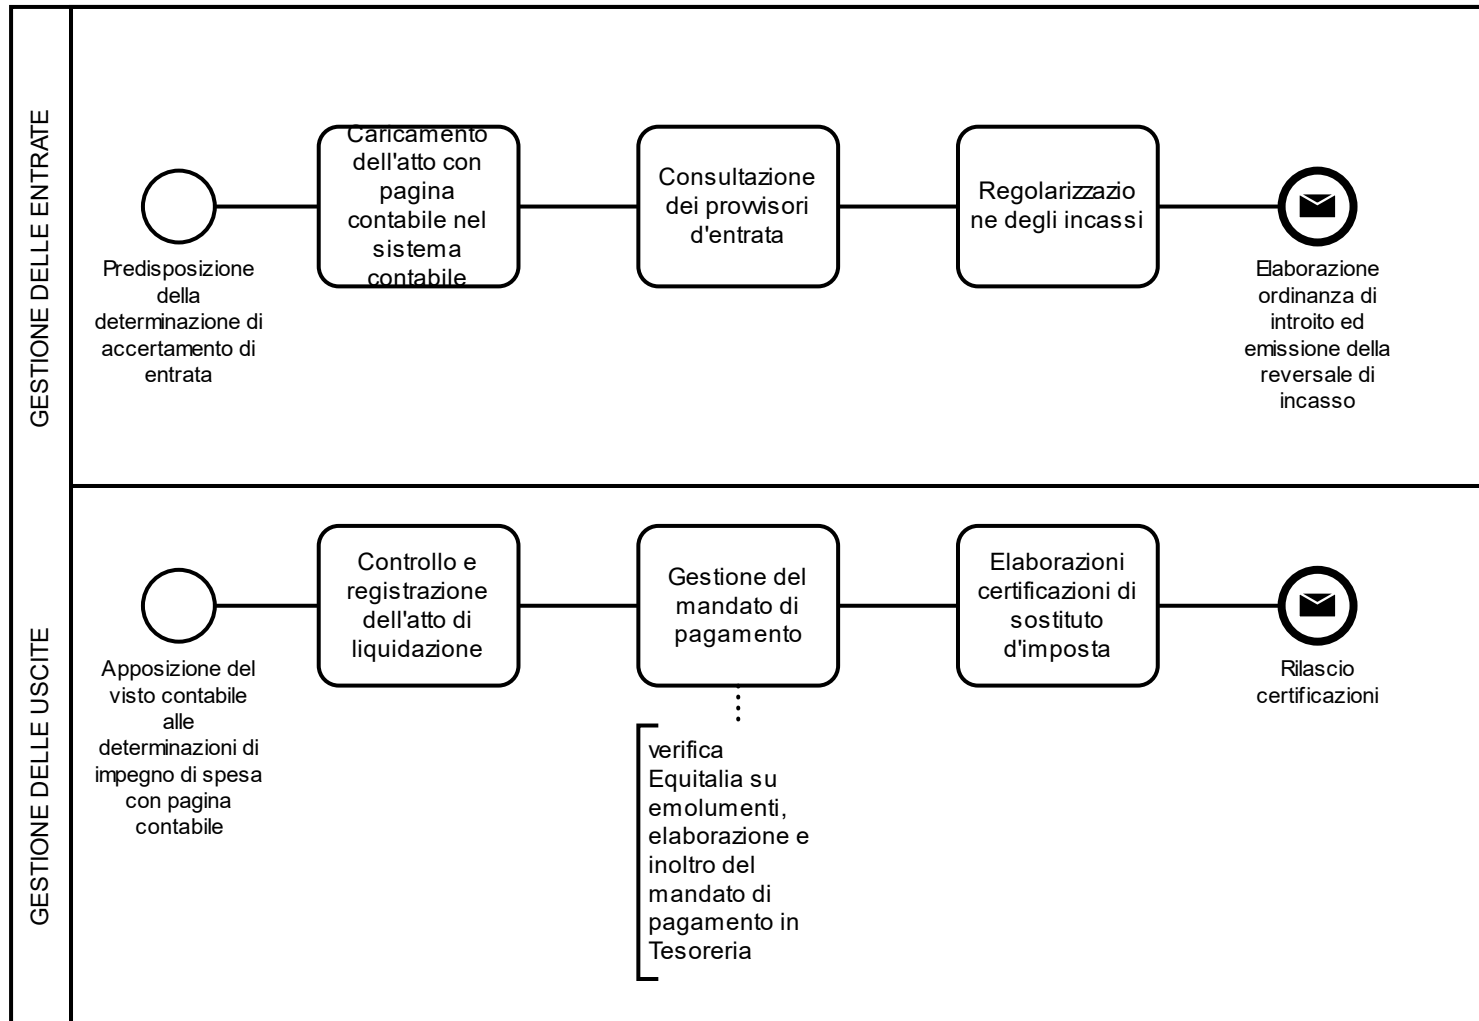 GESTIONE DELLE ENTRATE
Predisposizione
della
determinazione di
accertamento di
entrata
Caricamento
dell'atto con
pagina
contabile nel
sistema
contabile
Consultazione
dei provvisori
d'entrata
Regolarizzazio
ne degli incassi
Elaborazione
ordinanza di
introito ed
emissione della
reversale di
incasso
GESTIONE DELLE USCITE
Apposizione del
visto contabile
alle
determinazioni di
impegno di spesa
con pagina
contabile
Controllo e
registrazione
dell'atto di
liquidazione
Gestione del
mandato di
pagamento
verifica
Equitalia su
emolumenti,
elaborazione e
inoltro del
mandato di
pagamento in
Tesoreria
Elaborazioni
certificazioni di
sostituto
d'imposta
Rilascio
certificazioni